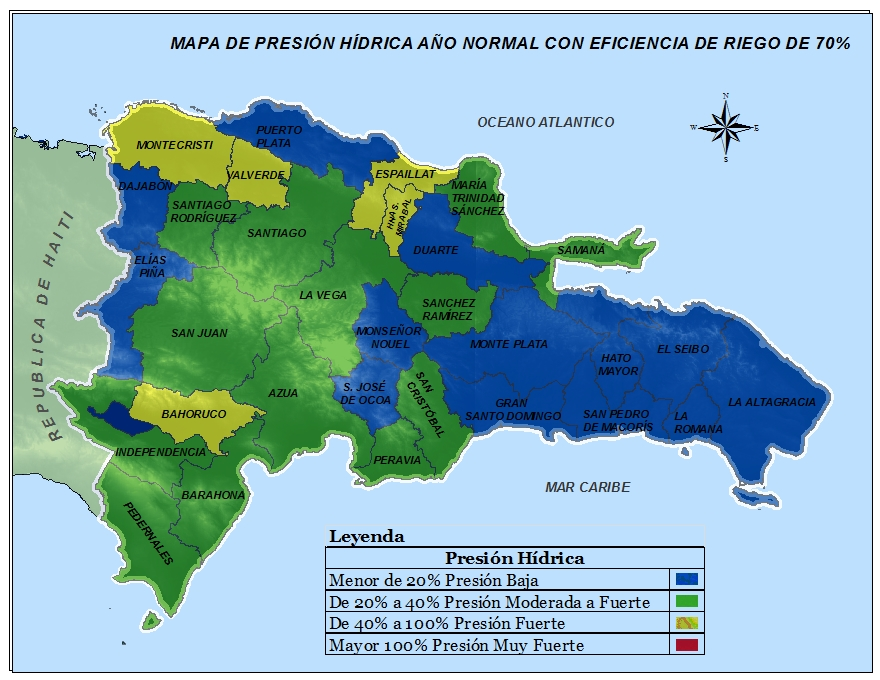 MAPA DE PRESIÓN HÍDRICA AÑO NORMAL CON EFICIENCIA DE RIEGO DE 70%
OCEANO ATLANTICO
N
W
E
S
PUERTO
PLATA
MONTECRISTI
VALVERDE
ESPAILLAT
DAJABÓN
MARÍA
TRINIDAD
SÁNCHEZ
SANTIAGO
RODRÍGUEZ
HNAS.
MIRABAL
SANTIAGO
DUARTE
SAMANÁ
ELÍAS
PIÑA
LA VEGA
SANCHEZ
RAMÍREZ
REPUBLICA DE HAITI
SAN JUAN
MONSEÑOR
NOUEL
MONTE PLATA
HATO
MAYOR
EL SEIBO
S. JOSÉ
DE OCOA
SAN
CRISTÓBAL
AZUA
BAHORUCO
GRAN
SANTO DOMINGO
SAN PEDRO
DE MACORÍS
LA
ROMANA
LA ALTAGRACIA
INDEPENDENCIA
PERAVIA
BARAHONA
PEDERNALES
MAR CARIBE
Leyenda
Presión Hídrica
Menor de 20% Presión Baja
De 20% a 40% Presión Moderada a Fuerte
De 40% a 100% Presión Fuerte
Mayor 100% Presión Muy Fuerte